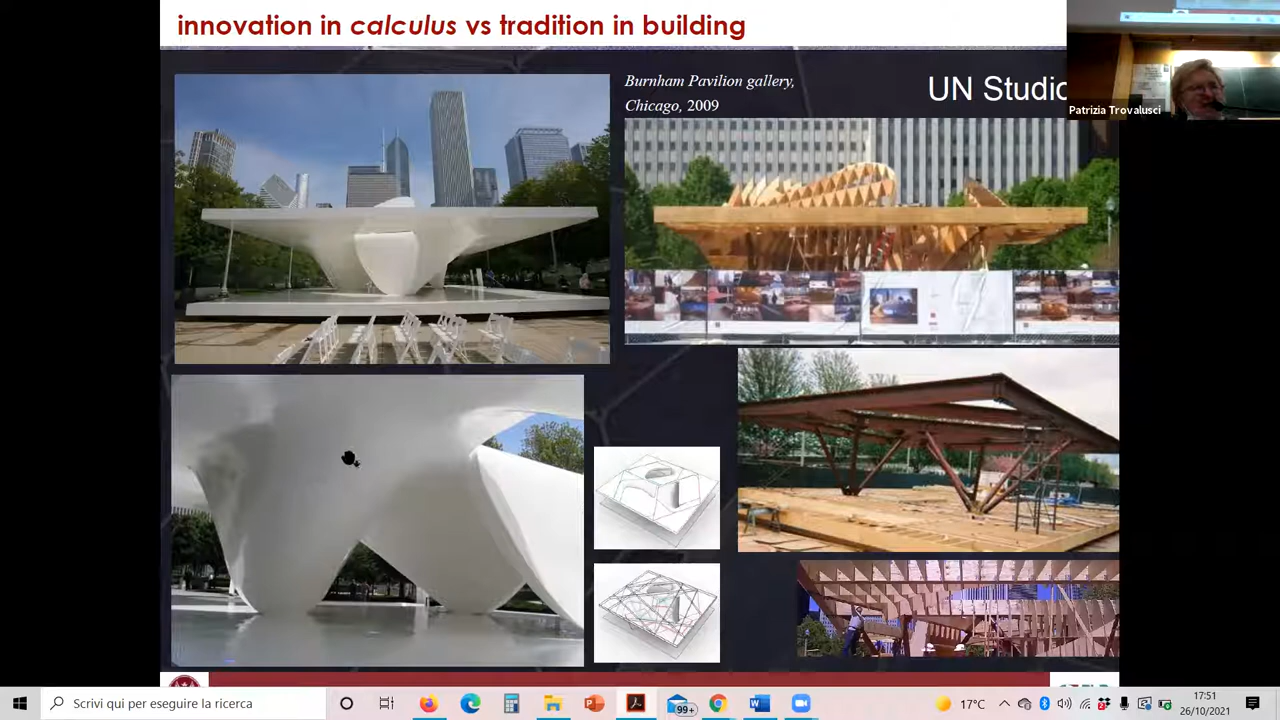 innovation in calculus vs tradition in building
Burnham Pavilion gallery,
Chicago, 2009
UN Studio
Patrizia Trovalusci
Scrivi qui per eseguire la ricerca
99+
17°C
17:51
26/10/2021